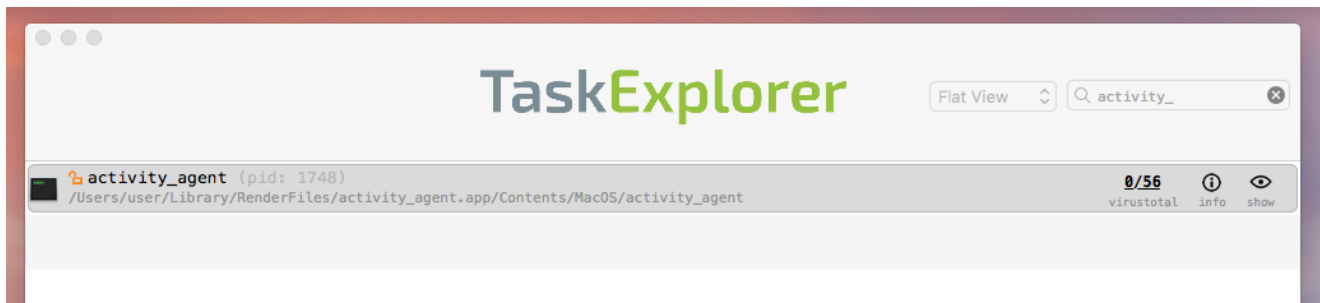 TaskExplorer
Flat View
activity_
activity_agent (pid: 1748)
/Users/user/Library/RenderFiles/activity_agent.app/Contents/MacOS/activity_agent
0/56
virustotal
info
show